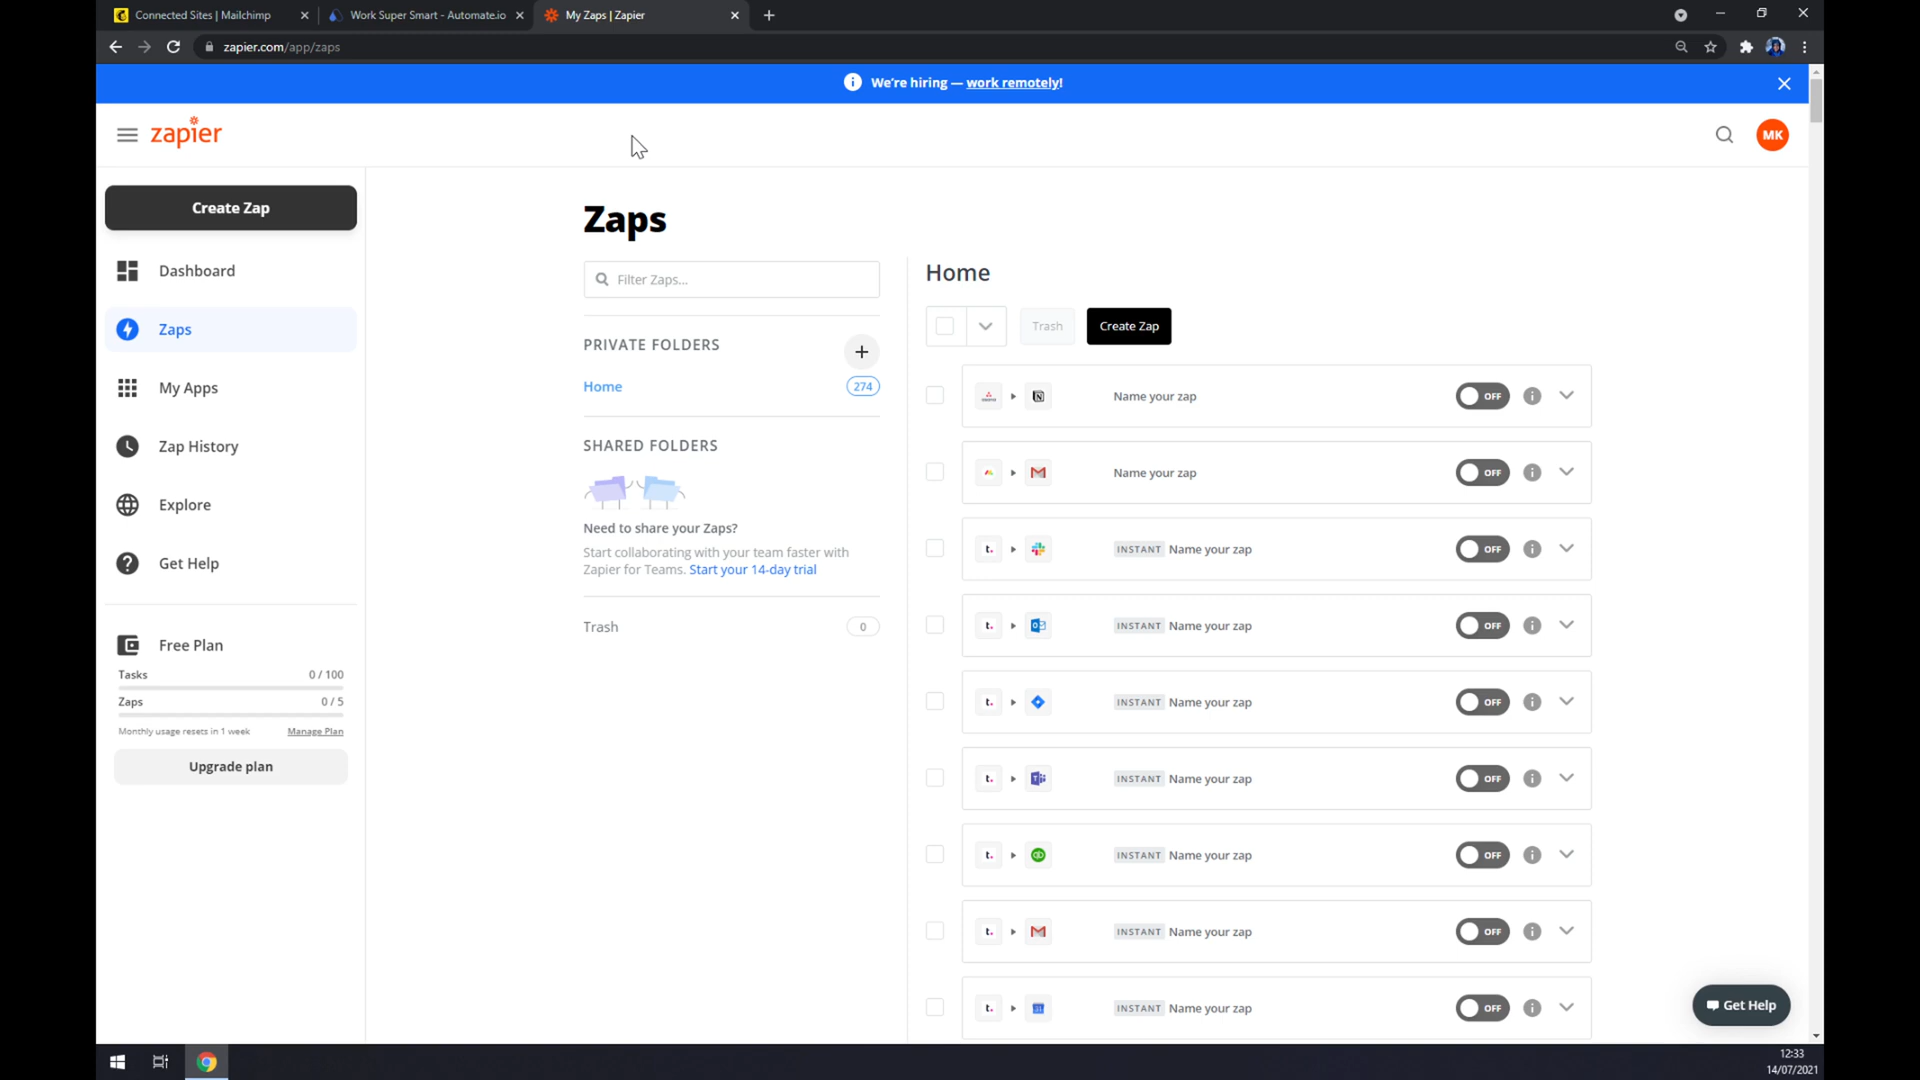 Connected Sites | Mailchimp
Work Super Smart - Automate.io
My Zaps | Zapier
zapier.com/app/zaps
We're hiring — work remotely!
zapier
MK
Create Zap
Dashboard
Zaps
My Apps
Zap History
Explore
Get Help
Free Plan
Tasks 0 / 100
Zaps 0 / 5
Monthly usage resets in 1 week Manage Plan
Upgrade plan
Zaps
Filter Zaps...
PRIVATE FOLDERS
Home 274
SHARED FOLDERS
Need to share your Zaps?
Start collaborating with your team faster with
Zapier for Teams. Start your 14-day trial
Trash 0
Home
Trash
Create Zap
Name your zap OFF
Name your zap OFF
t. INSTANT Name your zap OFF
t. INSTANT Name your zap OFF
t. INSTANT Name your zap OFF
t. INSTANT Name your zap OFF
t. qb INSTANT Name your zap OFF
t. INSTANT Name your zap OFF
t. 31 INSTANT Name your zap OFF
Get Help
12:33
14/07/2021